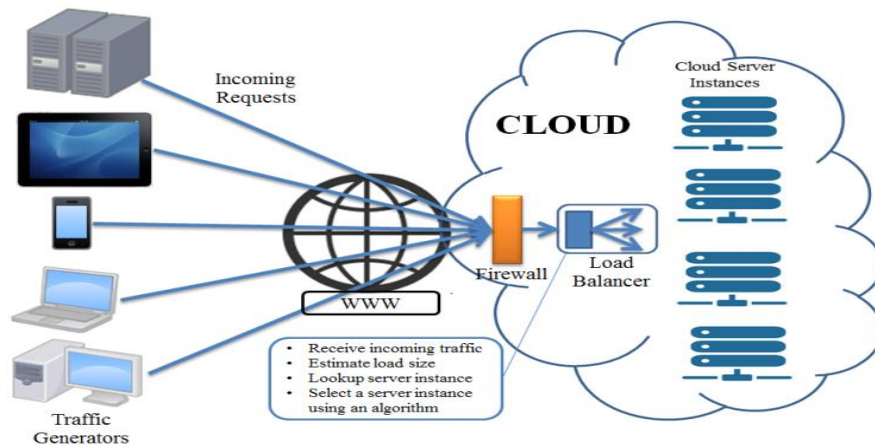 Incoming
Requests
Cloud Server
Instances
CLOUD
Firewall
Load
Balancer
WWW
• Receive incoming traffic
• Estimate load size
• Lookup server instance
• Select a server instance
using an algorithm
Traffic
Generators